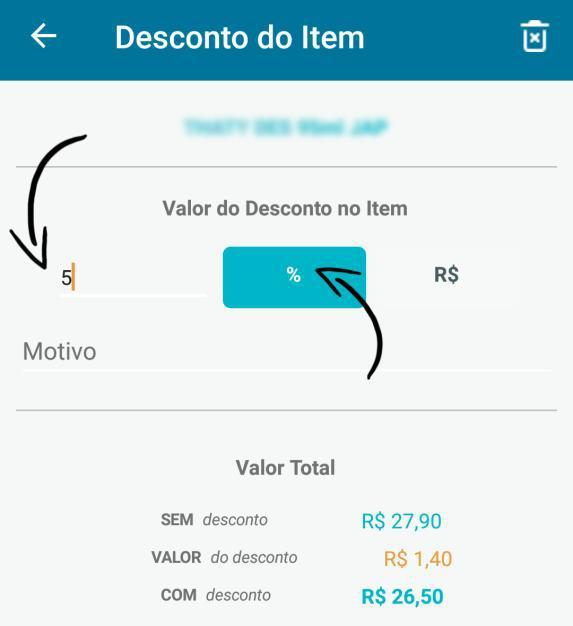 Desconto do Item
Valor do Desconto no Item
5 % R$
Motivo
Valor Total
SEM desconto R$ 27,90
VALOR do desconto R$ 1,40
COM desconto R$ 26,50